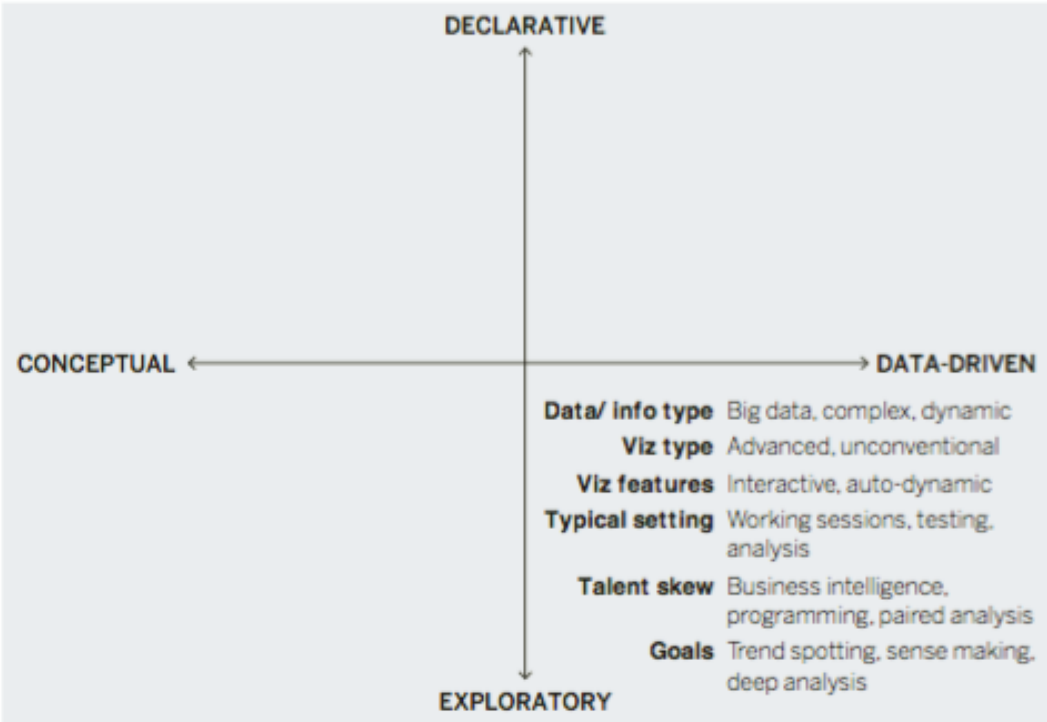 DECLARATIVE
CONCEPTUAL
DATA-DRIVEN
Data/ info type Big data, complex, dynamic
Viz type Advanced, unconventional
Viz features Interactive, auto-dynamic
Typical setting Working sessions, testing,
analysis
Talent skew Business intelligence,
programming, paired analysis
Goals Trend spotting, sense making,
deep analysis
EXPLORATORY